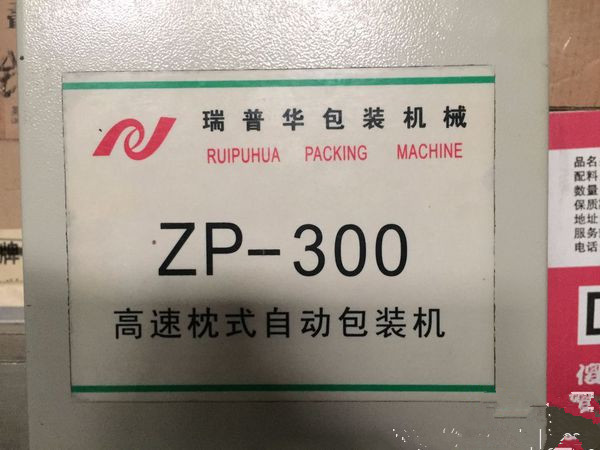 瑞普华包装机械
RUIPUHUA PACKING MACHINE
ZP-300
高速枕式自动包装机
牌
品名
配料
数量
保质
地址
服务
电话